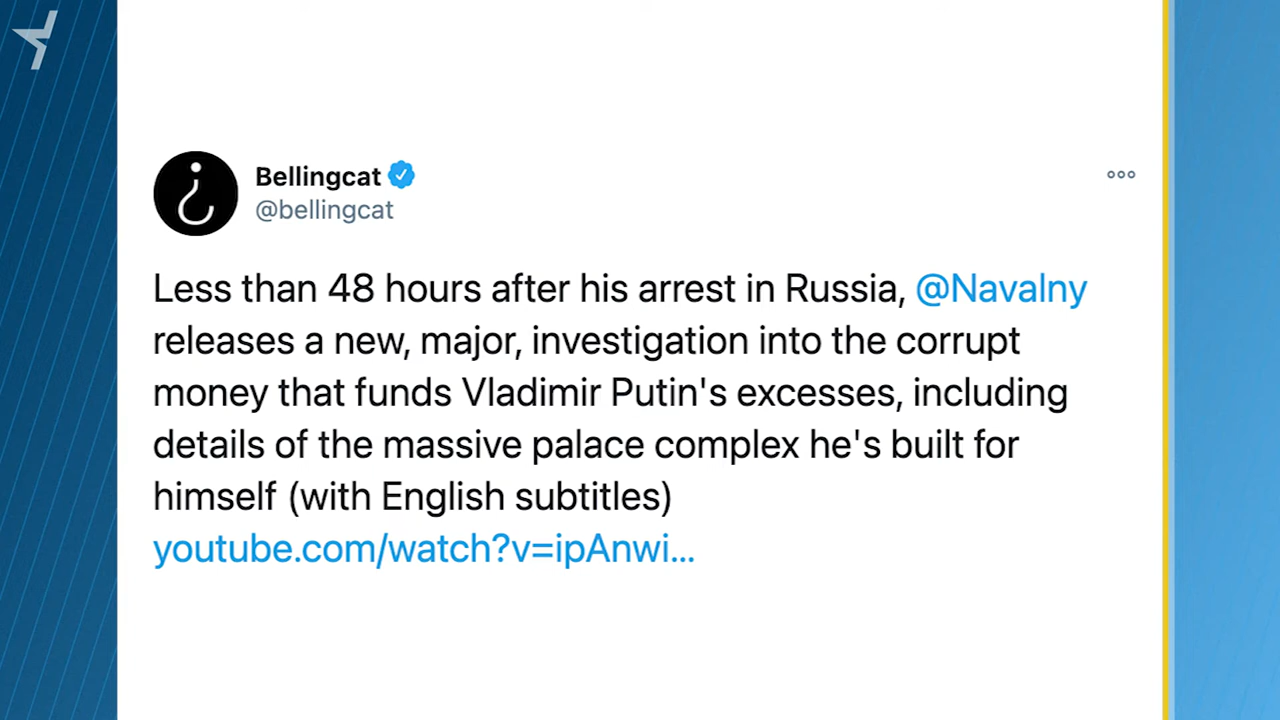 Bellingcat
@bellingcat
Less than 48 hours after his arrest in Russia, @Navalny
releases a new, major, investigation into the corrupt
money that funds Vladimir Putin's excesses, including
details of the massive palace complex he's built for
himself (with English subtitles)
youtube.com/watch?v=ipAnwi...